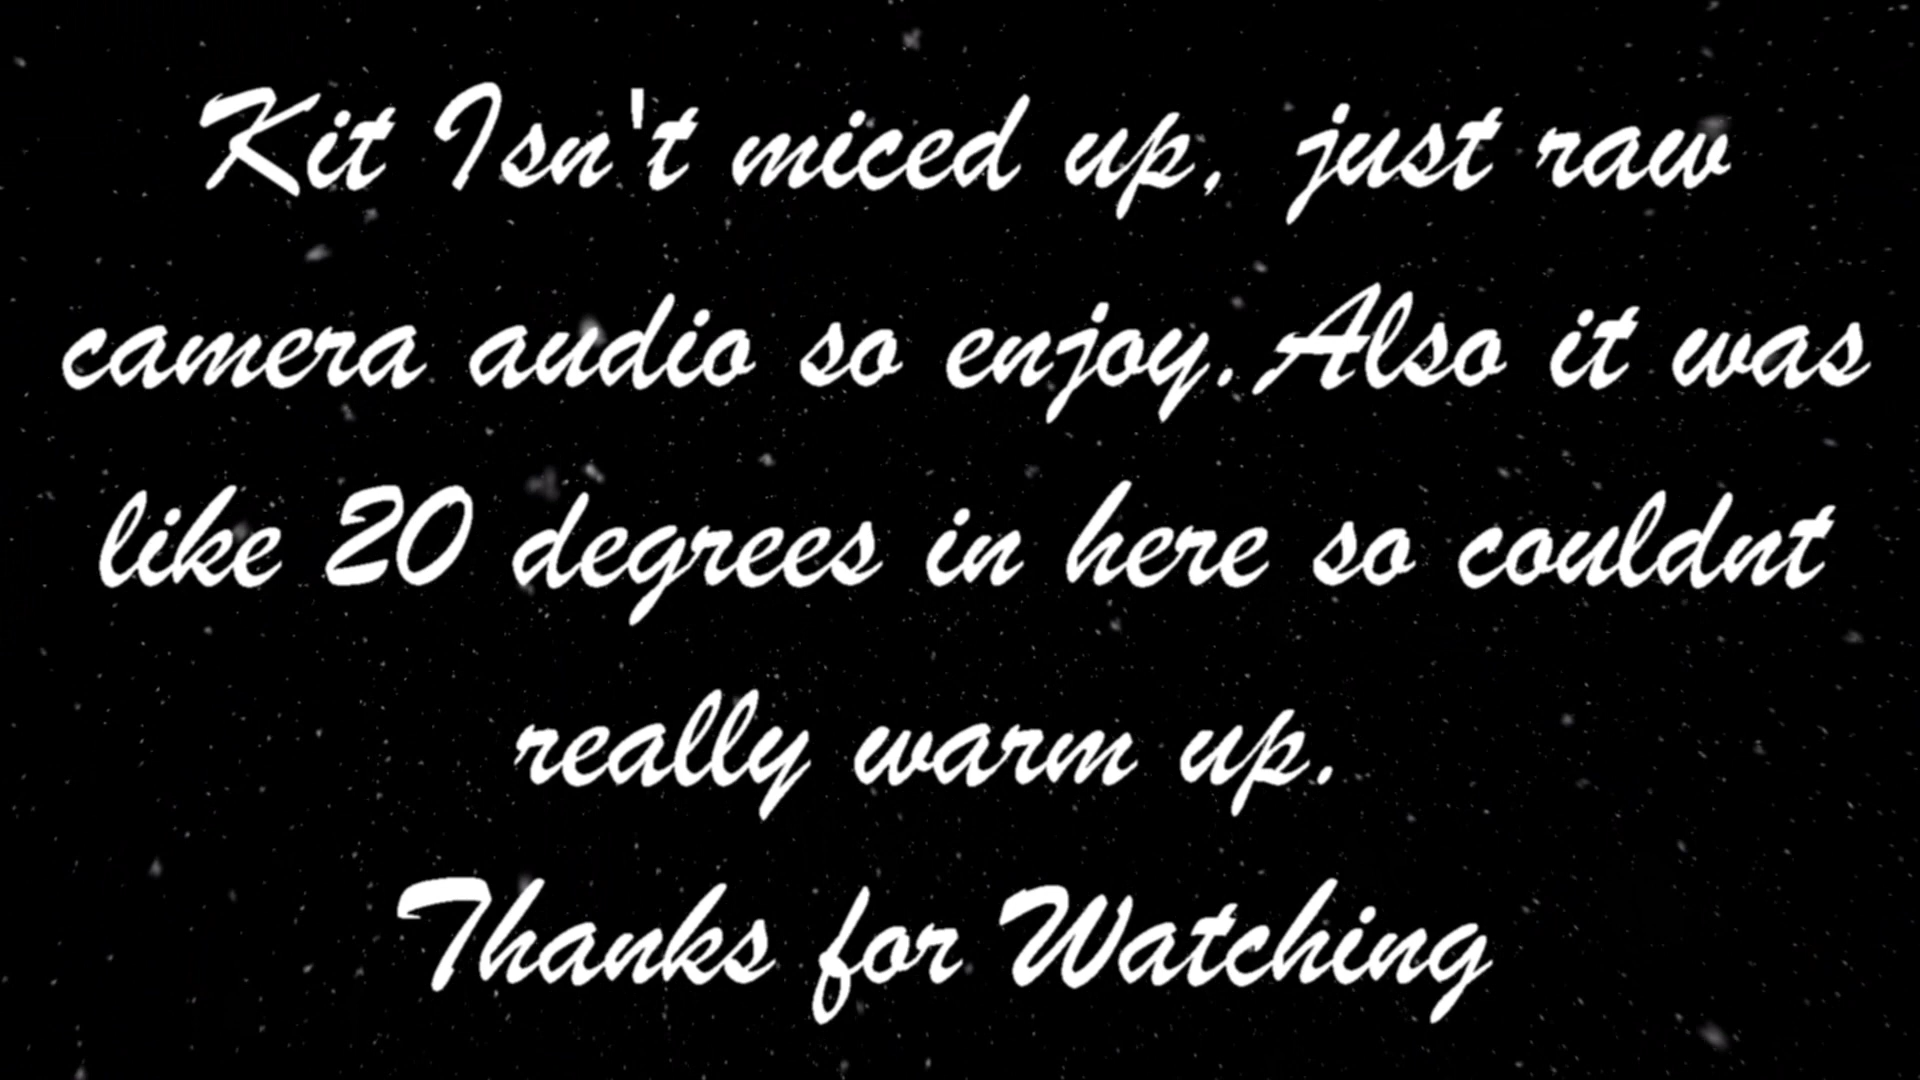 Kit Isn't miced up, just raw
camera audio so enjoy.Also it was
like 20 degrees in here so couldnt
really warm up.
Thanks for Watching